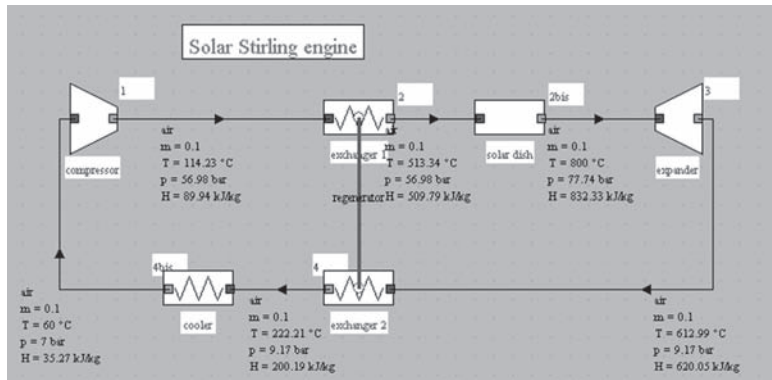 Solar Stirling engine
1
2
2bis
3
compressor
exchanger 1
solar dish
expander
air
m = 0.1
T = 114.23 °C
p = 56.98 bar
H = 89.94 kJ/kg
air
m = 0.1
T = 513.34 °C
p = 56.98 bar
H = 509.79 kJ/kg
air
m = 0.1
T = 800 °C
p = 77.74 bar
H = 832.33 kJ/kg
regenerator
4bis
4
cooler
exchanger 2
air
m = 0.1
T = 60 °C
p = 7 bar
H = 35.27 kJ/kg
air
m = 0.1
T = 222.21 °C
p = 9.17 bar
H = 200.19 kJ/kg
air
m = 0.1
T = 612.99 °C
p = 9.17 bar
H = 620.05 kJ/kg